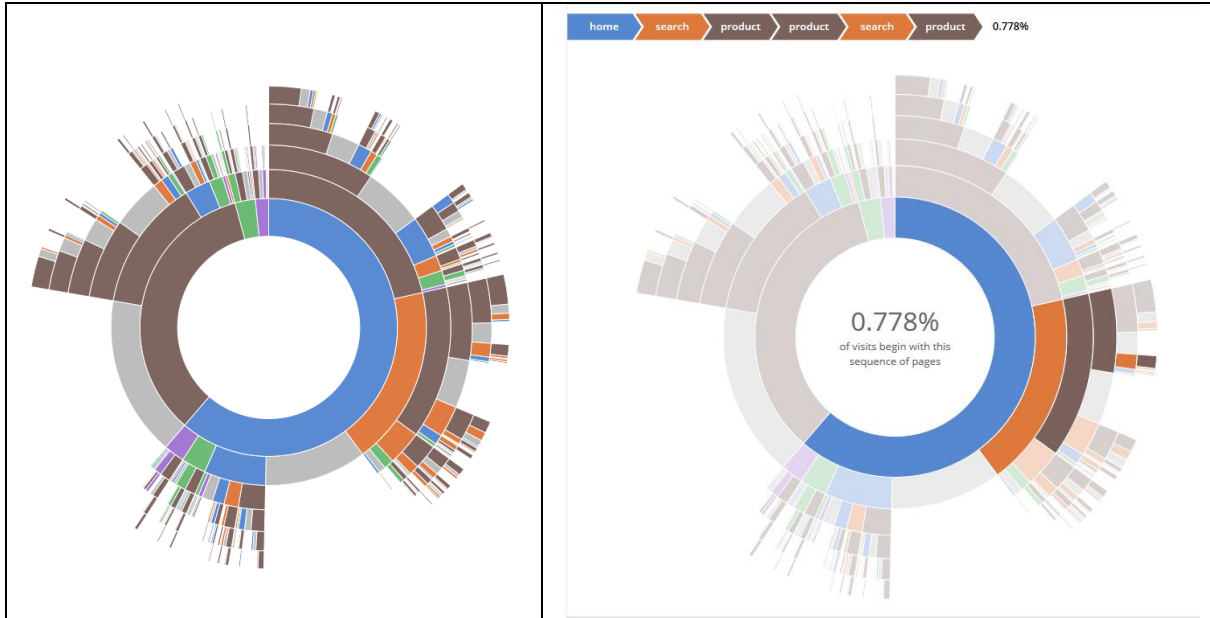 home search product product search product 0.778%
0.778%
of visits begin with this
sequence of pages